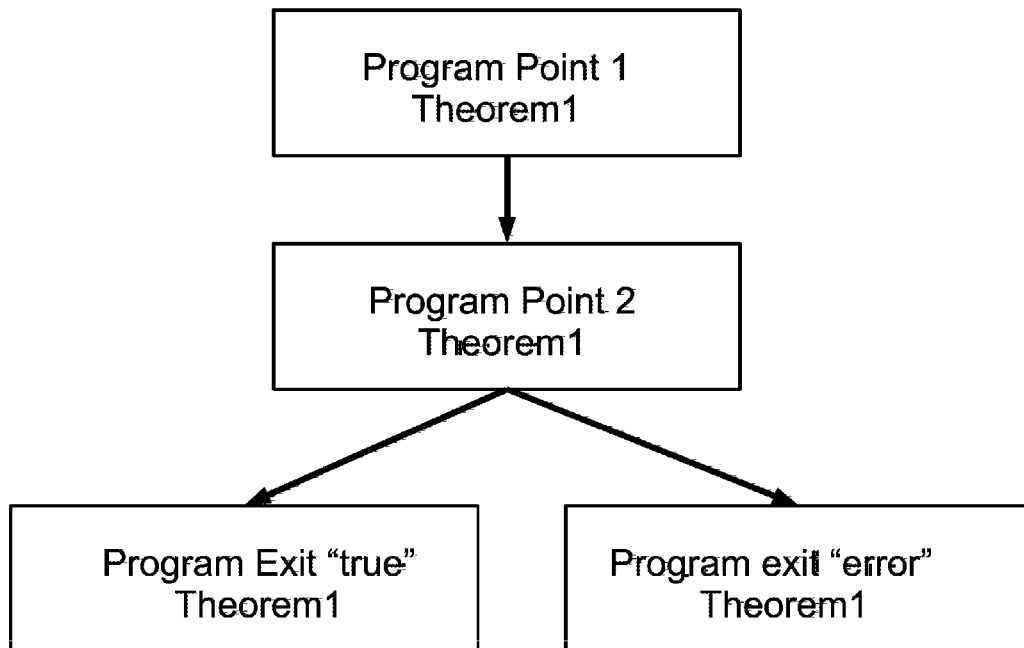 Program Point 1
Theorem1
Program Point 2
Theorem1
Program Exit “true”
Theorem1
Program exit “error”
Theorem1